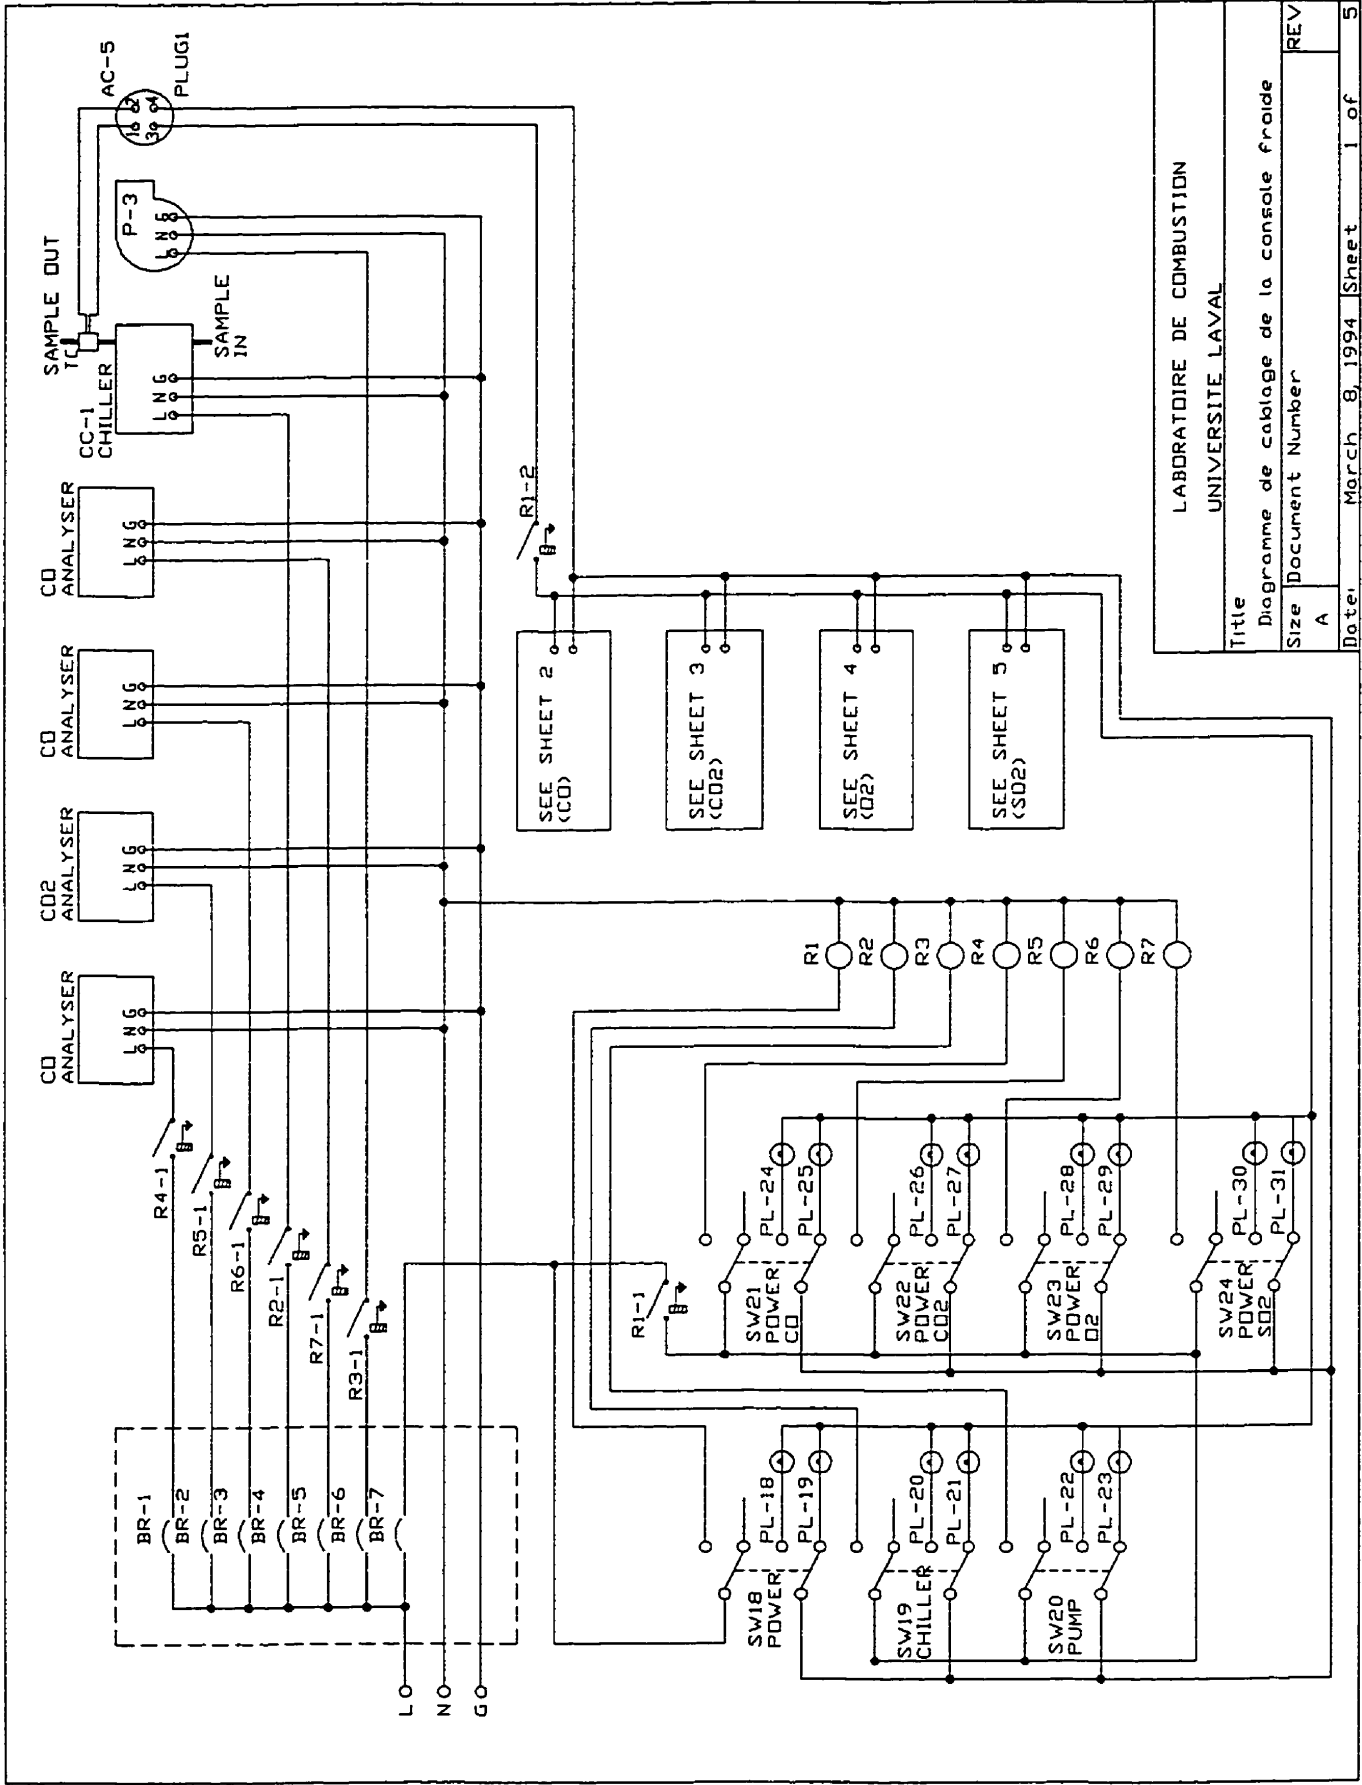 SAMPLE OUT
TC
AC-5
1 2
3 4
PLUG1
P-3
L N G
CC-1
CHILLER
L N G
SAMPLE
IN
CO
ANALYSER
L N G
CO
ANALYSER
L N G
CO2
ANALYSER
L N G
CO
ANALYSER
L N G
R4-1
R5-1
R6-1
R2-1
R7-1
R3-1
BR-1
BR-2
BR-3
BR-4
BR-5
BR-6
BR-7
L
N
G
R1-2
SEE SHEET 2
(CO)
SEE SHEET 3
(CO2)
SEE SHEET 4
(O2)
SEE SHEET 5
(SO2)
R1
R2
R3
R4
R5
R6
R7
R1-1
PL-24
PL-25
SW21
POWER
CO
PL-26
PL-27
SW22
POWER
CO2
PL-28
PL-29
SW23
POWER
O2
PL-30
PL-31
SW24
POWER
SO2
PL-18
PL-19
SW18
POWER
PL-20
PL-21
SW19
CHILLER
PL-22
PL-23
SW20
PUMP
LABORATOIRE DE COMBUSTION
UNIVERSITE LAVAL
Title
Diagramme de cablage de la console froide
Size Document Number REV
A
Date: March 8, 1994 Sheet 1 of 5